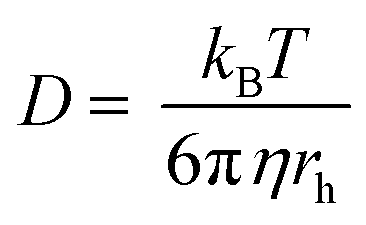 D = k_B T / 6π η r_h